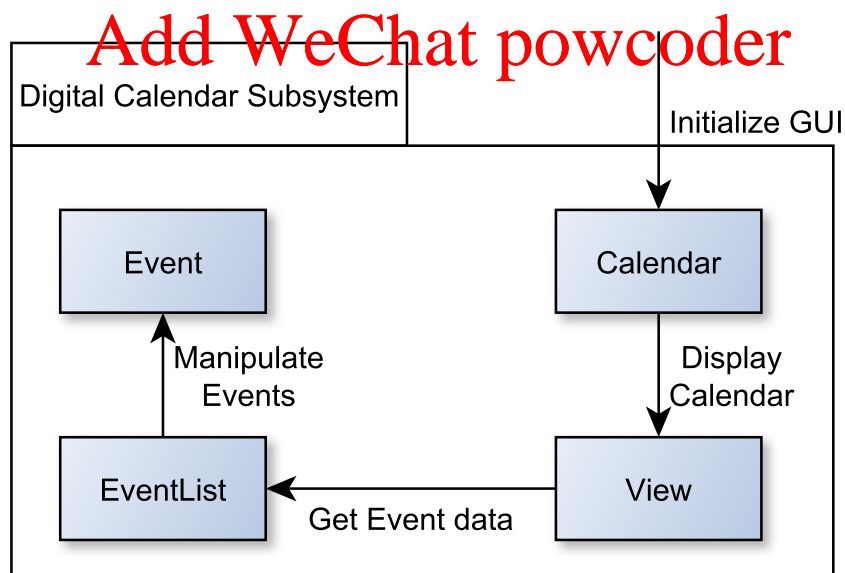 Add WeChat powcoder
Digital Calendar Subsystem
Initialize GUI
Event
Calendar
Manipulate
Events
Display
Calendar
EventList
View
Get Event data